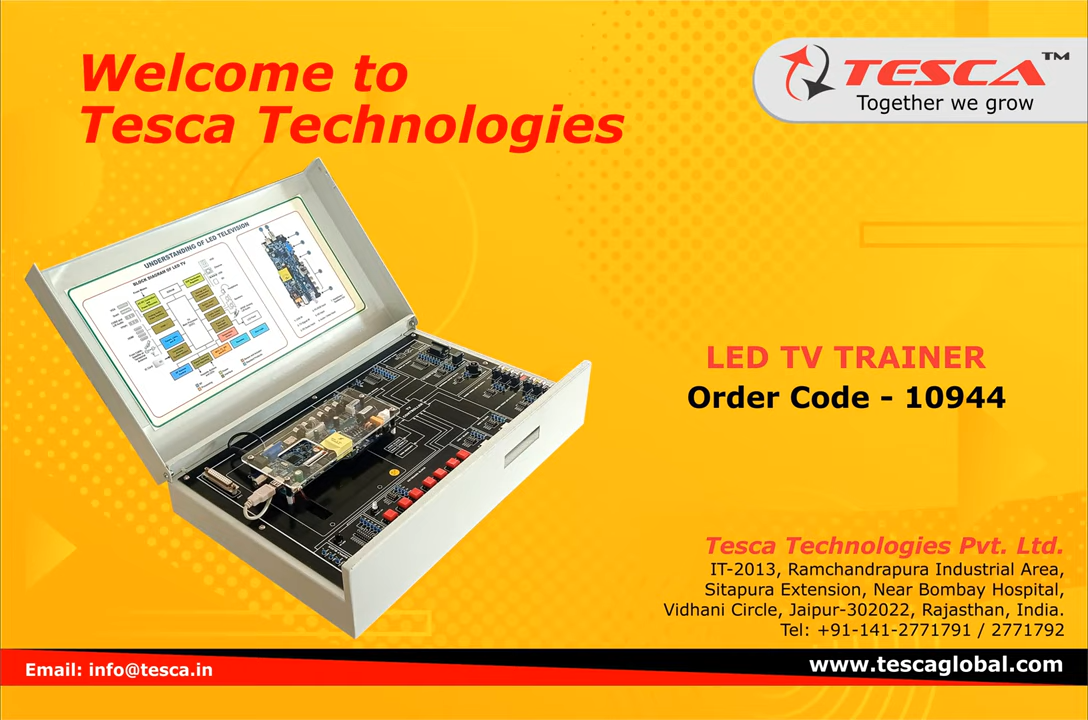 Welcome to
Tesca Technologies
TESCA™
Together we grow
UNDERSTANDING OF LED TELEVISION
BLOCK DIAGRAM OF LED TV
LED TV TRAINER
Order Code - 10944
Tesca Technologies Pvt. Ltd.
IT-2013, Ramchandrapura Industrial Area,
Sitapura Extension, Near Bombay Hospital,
Vidhani Circle, Jaipur-302022, Rajasthan, India.
Tel: +91-141-2771791 / 2771792
Email: info@tesca.in
www.tescaglobal.com